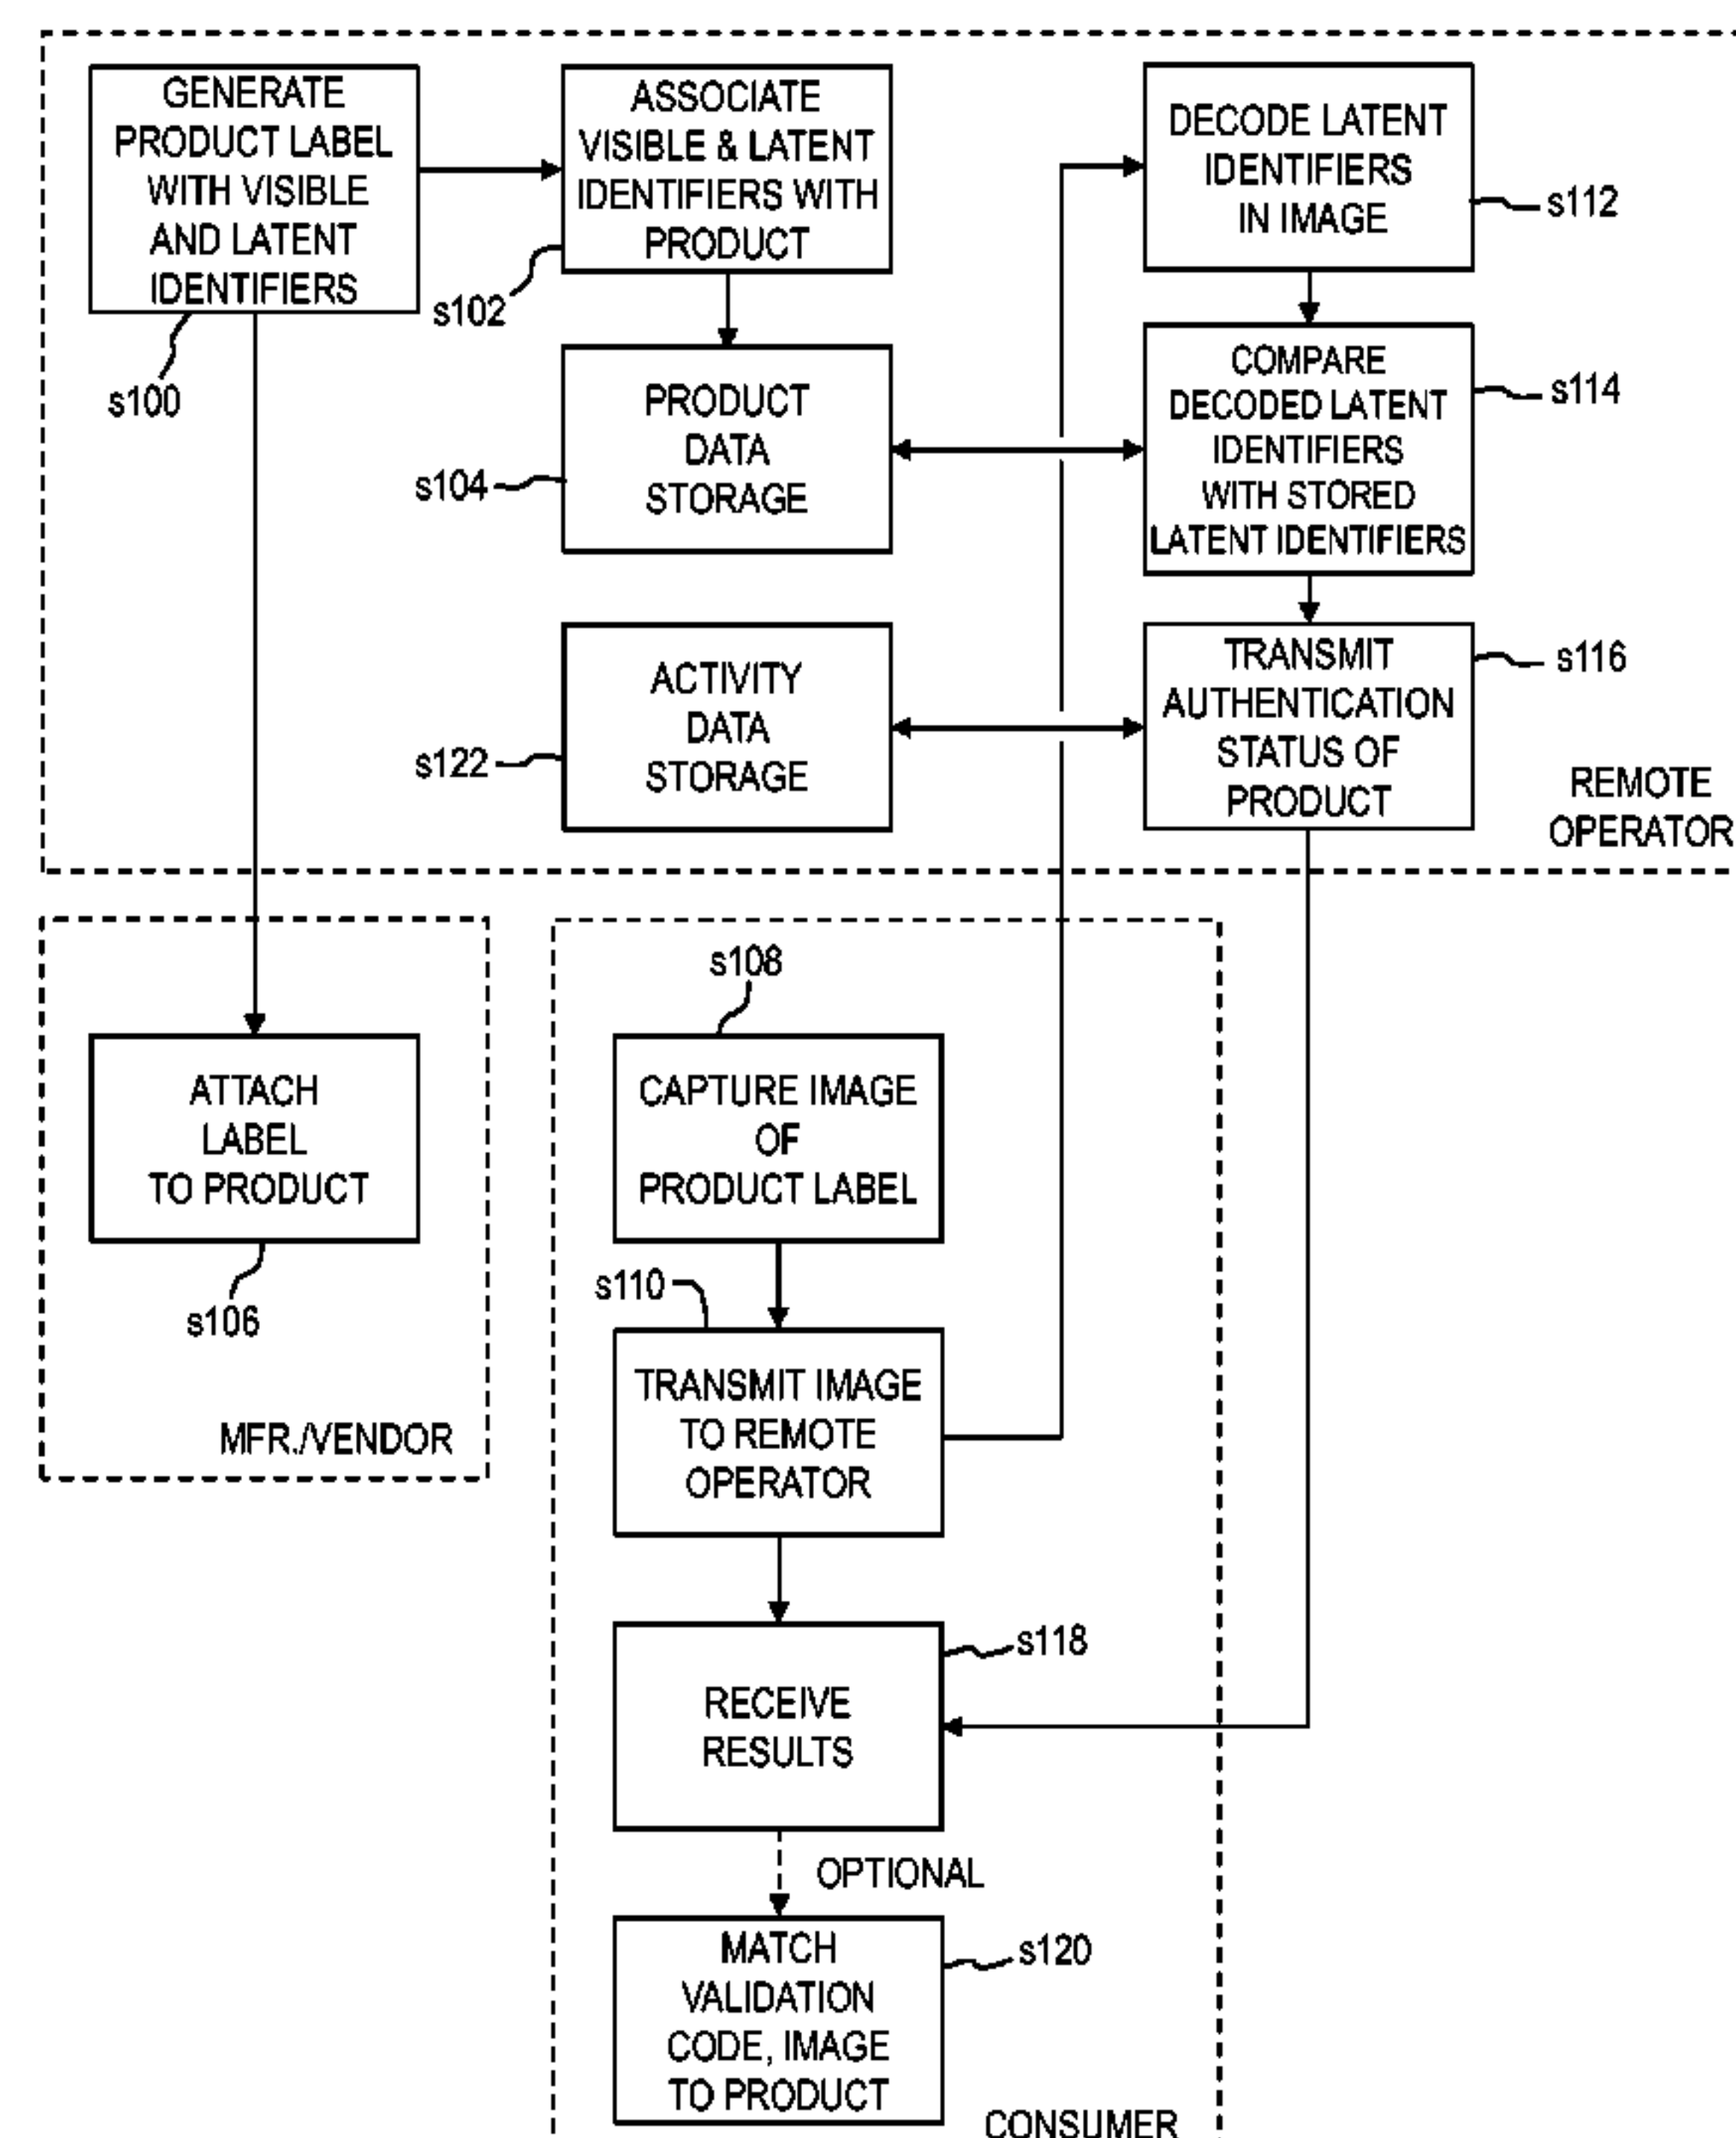 GENERATE
PRODUCT LABEL
WITH VISIBLE
AND LATENT
IDENTIFIERS
s100
ASSOCIATE
VISIBLE & LATENT
IDENTIFIERS WITH
PRODUCT
s102
DECODE LATENT
IDENTIFIERS
IN IMAGE
s112
PRODUCT
DATA
STORAGE
s104
COMPARE
DECODED LATENT
IDENTIFIERS
WITH STORED
LATENT IDENTIFIERS
s114
ACTIVITY
DATA
STORAGE
s122
TRANSMIT
AUTHENTICATION
STATUS OF
PRODUCT
s116
REMOTE
OPERATOR
ATTACH
LABEL
TO PRODUCT
s106
MFR./VENDOR
s108
CAPTURE IMAGE
OF
PRODUCT LABEL
s110
TRANSMIT IMAGE
TO REMOTE
OPERATOR
s118
RECEIVE
RESULTS
OPTIONAL
MATCH
VALIDATION
CODE, IMAGE
TO PRODUCT
s120
CONSUMER